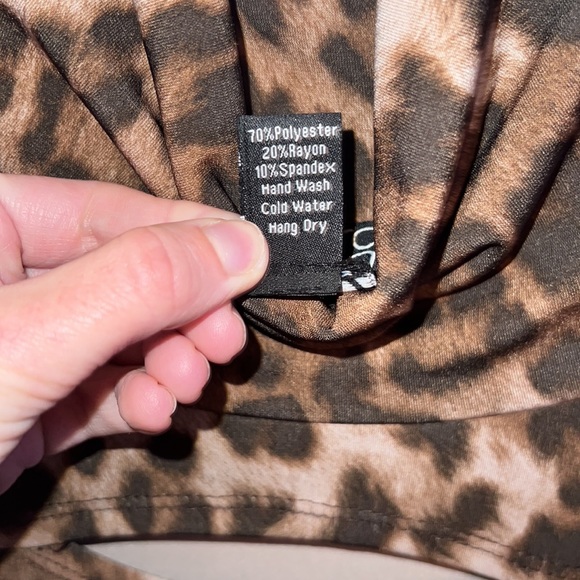 70%Polyester
20%Rayon
10%Spandex
Hand Wash
Cold Water
Hang Dry